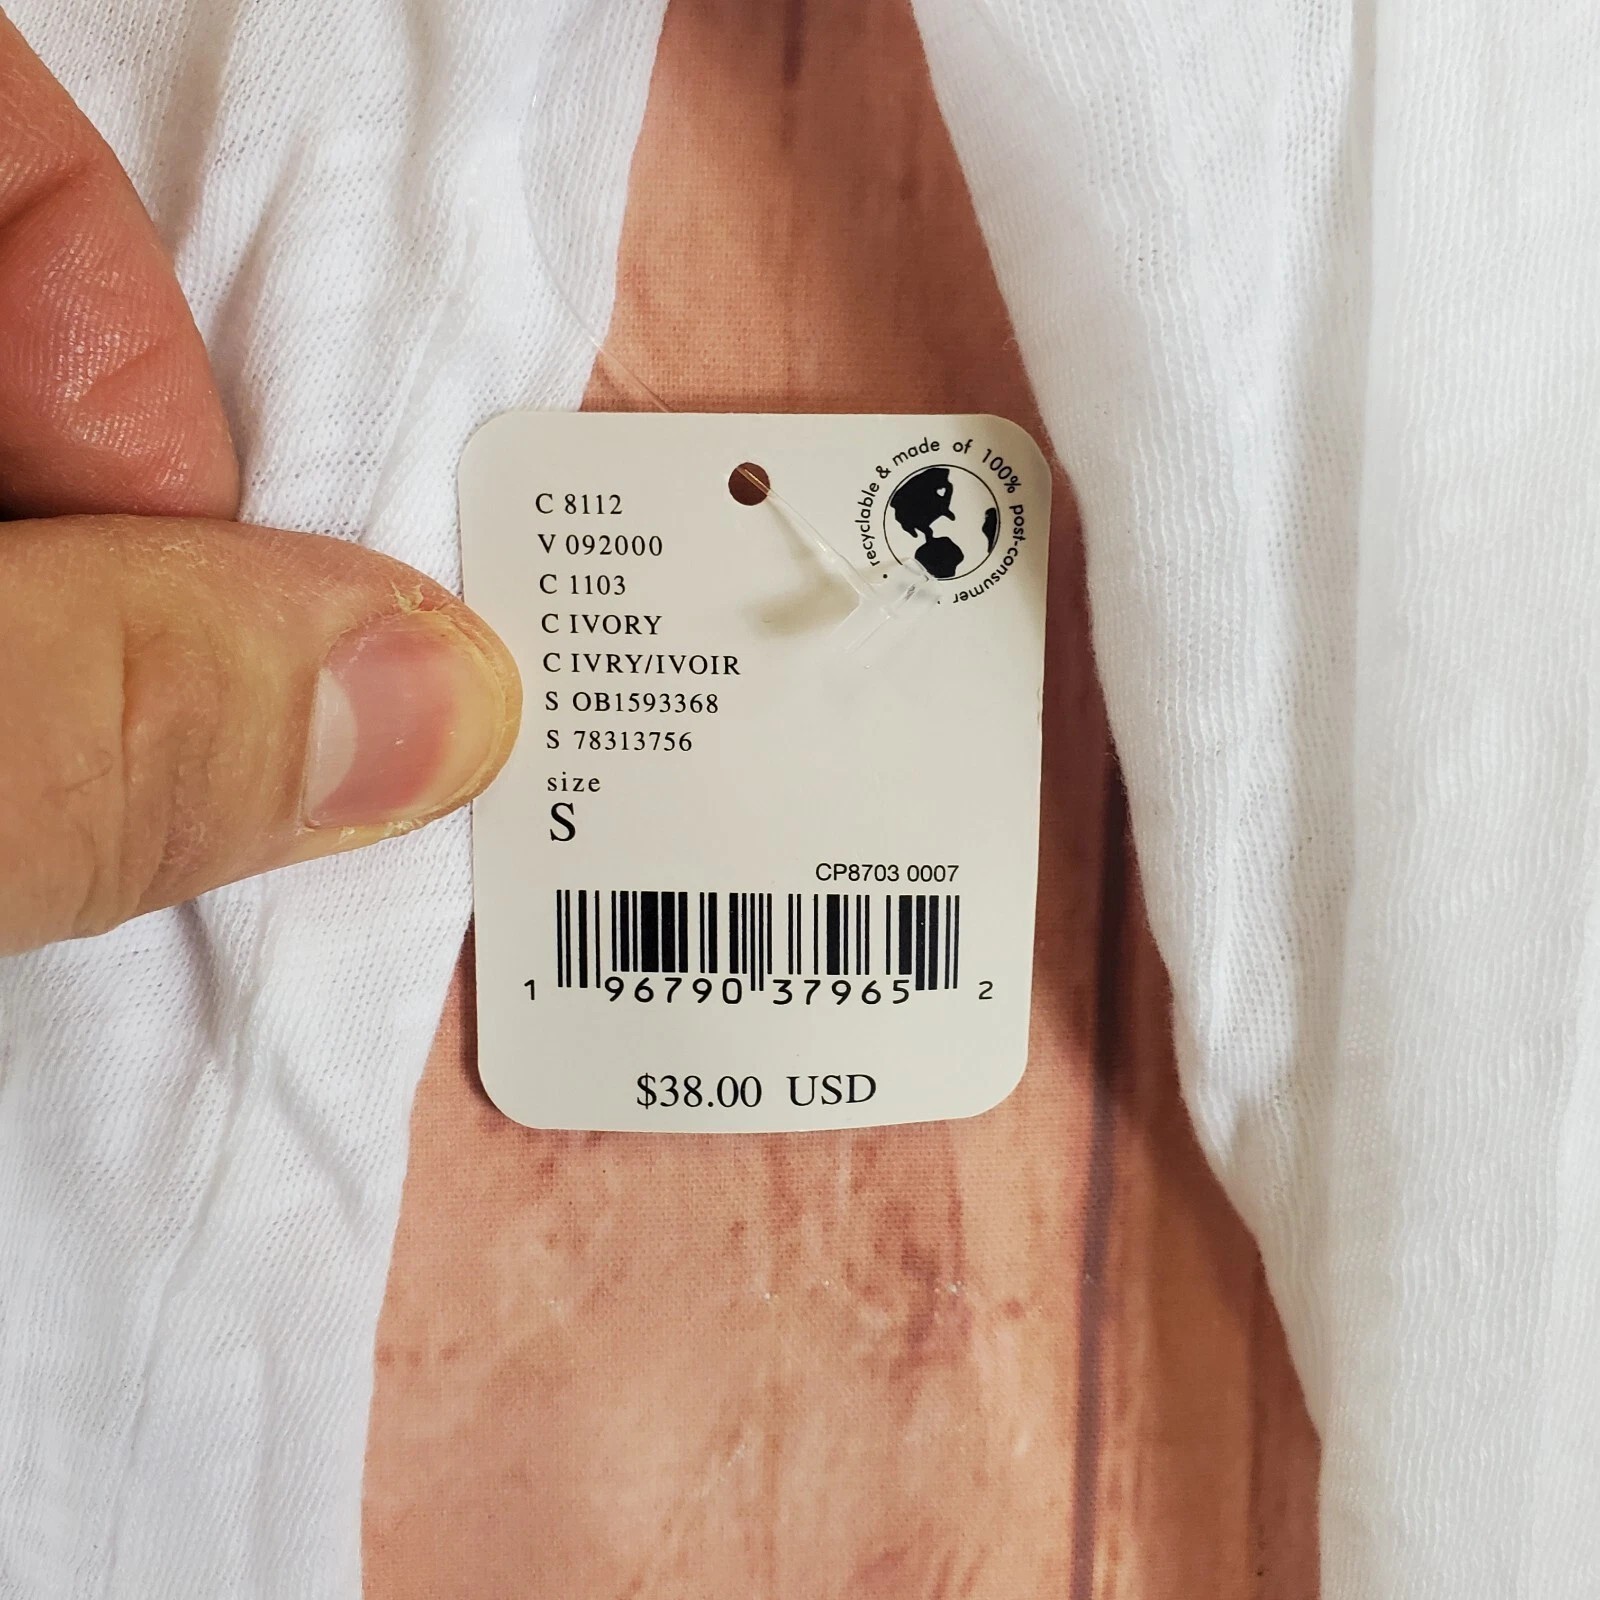 C 8112
V 092000
C 1103
C IVORY
C IVRY/IVOIR
S OB1593368
S 78313756
size
S
• recyclable & made of 100% post-consumer
CP8703 0007
1 96790 37965 2
$38.00 USD